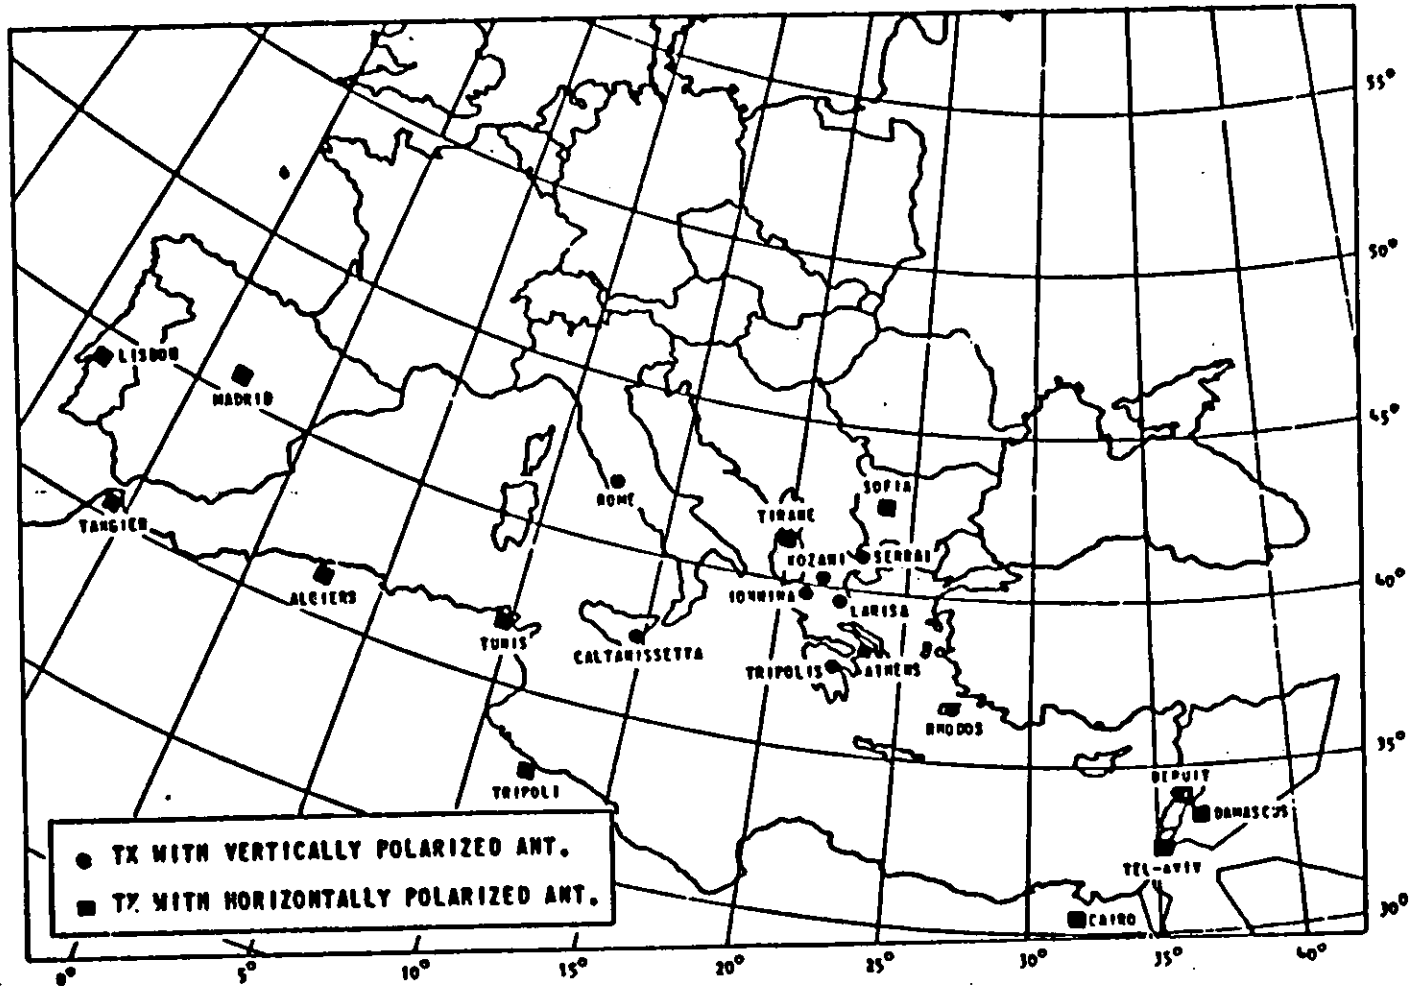 55°
50°
LISBON
MADRID
45°
SOFIA
ROME
TIRANE
TANGIER
KOZANI
SERRAI
40°
ALGIERS
IONNINA
LARISA
TUNIS
CALTANISSETTA
TRIPOLIS
ATHENS
RHODOS
35°
BEPUIT
TRIPOLI
DAMASCUS
TX WITH VERTICALLY POLARIZED ANT.
TEL-AVIV
TX WITH HORIZONTALLY POLARIZED ANT.
CAIRO
30°
0°
5°
10°
15°
20°
25°
30°
35°
40°